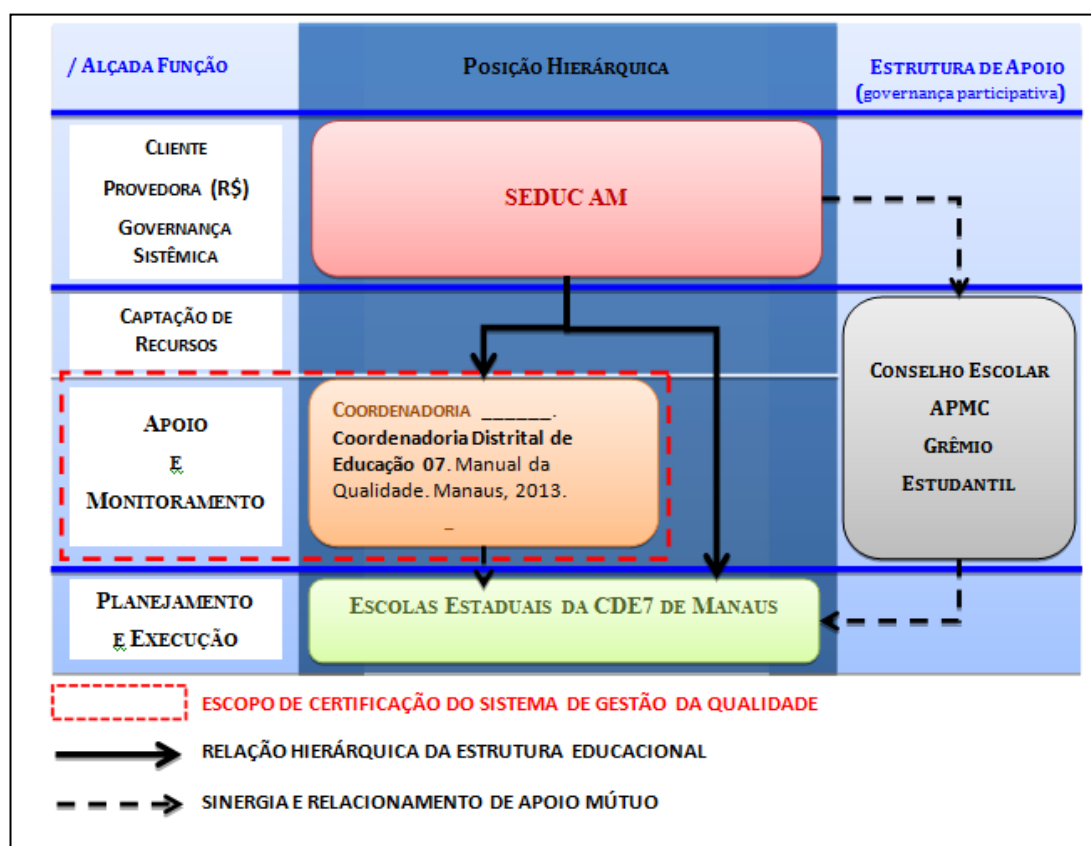 / ALÇADA FUNÇÃO
POSIÇÃO HIERÁRQUICA
ESTRUTURA DE APOIO
(governança participativa)
CLIENTE
PROVEDORA (R$)
GOVERNANÇA
SISTÊMICA
SEDUC AM
CAPTAÇÃO DE
RECURSOS
APOIO
E
MONITORAMENTO
COORDENADORIA ______.
Coordenadoria Distrital de
Educação 07. Manual da
Qualidade. Manaus, 2013.
_
CONSELHO ESCOLAR
APMC
GRÊMIO
ESTUDANTIL
PLANEJAMENTO
E EXECUÇÃO
ESCOLAS ESTADUAIS DA CDE7 DE MANAUS
ESCOPO DE CERTIFICAÇÃO DO SISTEMA DE GESTÃO DA QUALIDADE
RELAÇÃO HIERÁRQUICA DA ESTRUTURA EDUCACIONAL
SINERGIA E RELACIONAMENTO DE APOIO MÚTUO